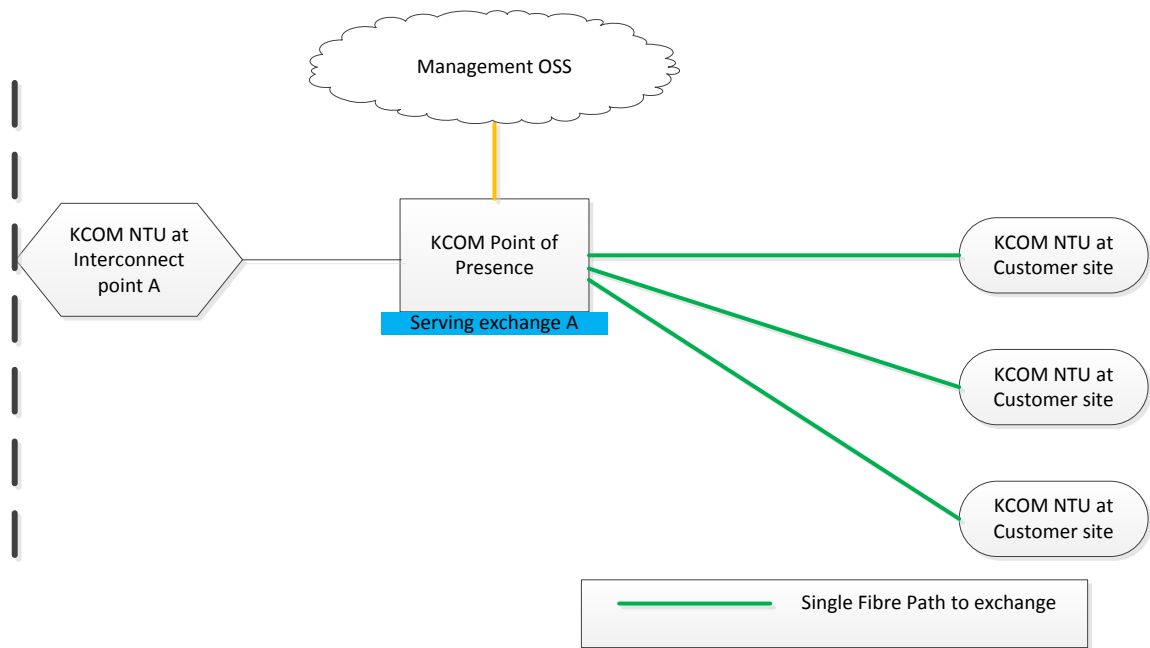 Management OSS
KCOM NTU at
Interconnect
point A
KCOM Point of
Presence
Serving exchange A
KCOM NTU at
Customer site
KCOM NTU at
Customer site
KCOM NTU at
Customer site
Single Fibre Path to exchange